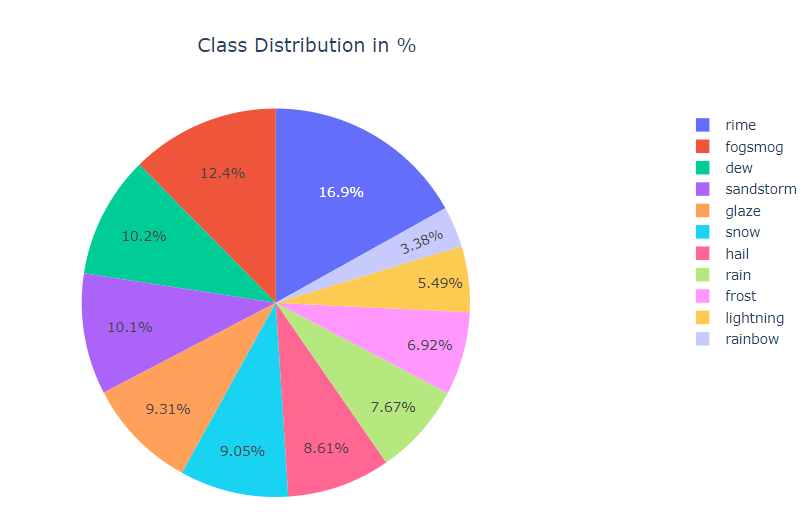 Class Distribution in %
16.9%
12.4%
10.2%
10.1%
9.31%
9.05%
8.61%
7.67%
6.92%
5.49%
3.38%
rime
fogsmog
dew
sandstorm
glaze
snow
hail
rain
frost
lightning
rainbow